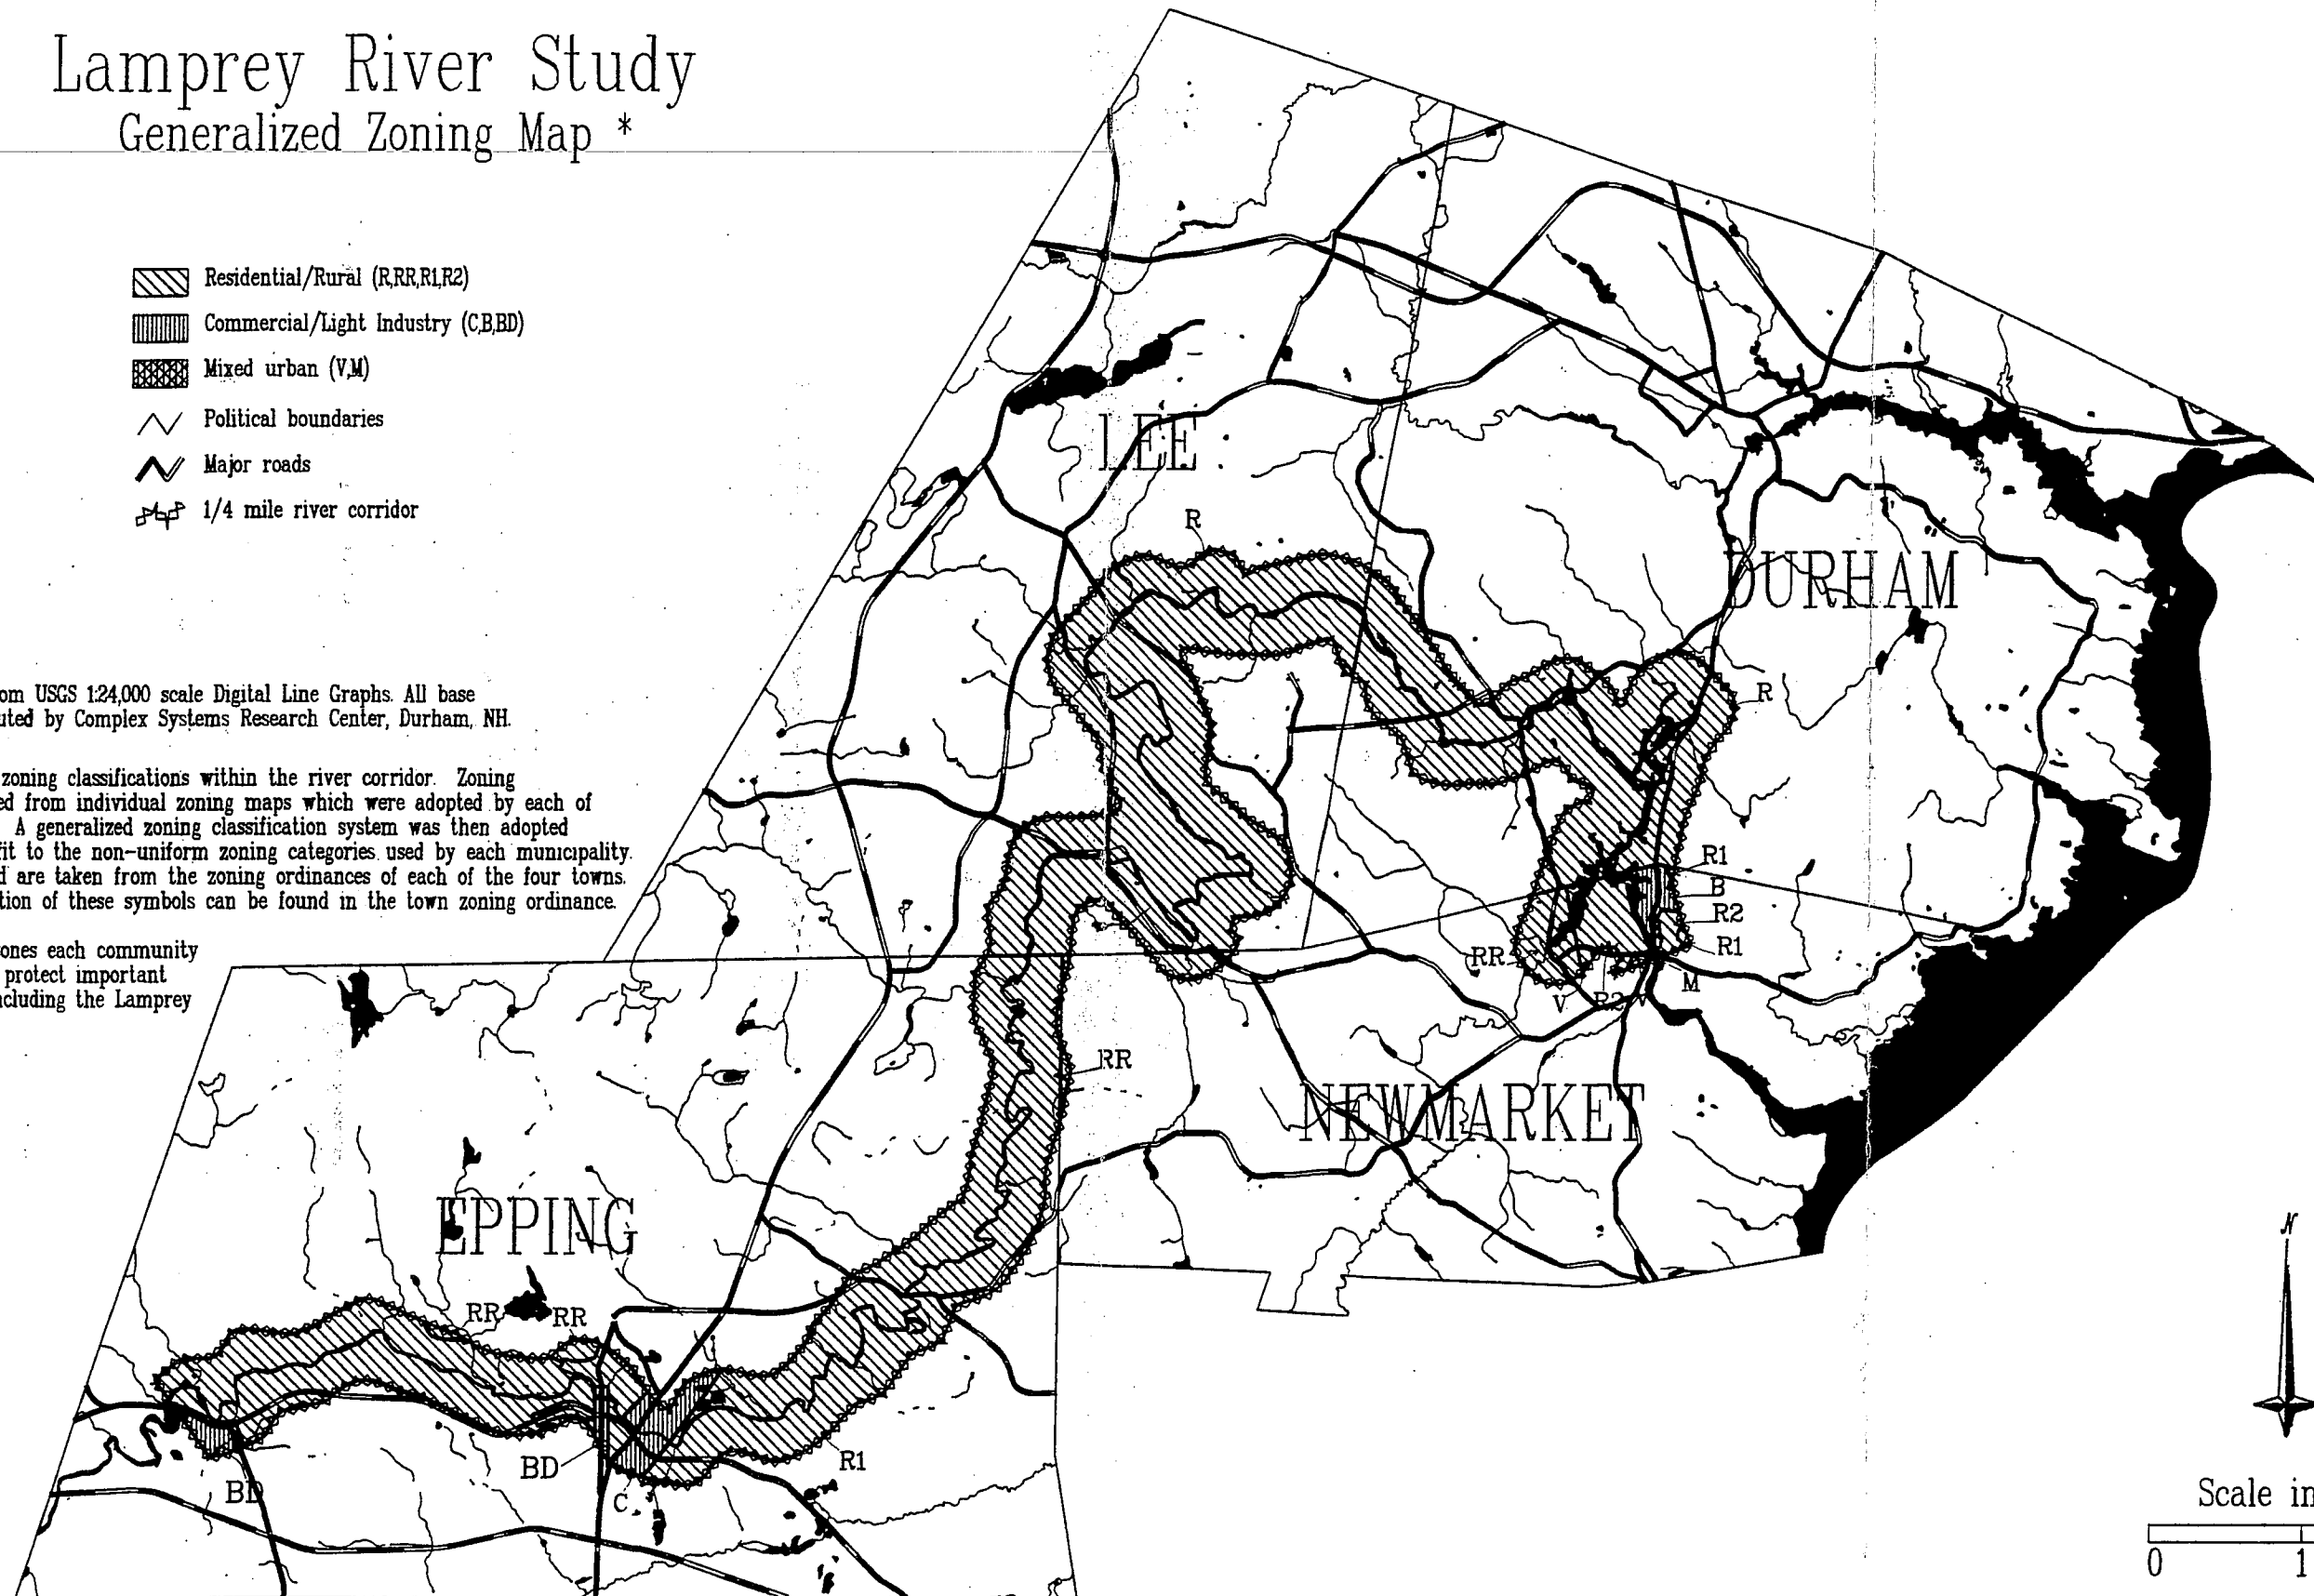 Lamprey River Study
Generalized Zoning Map *
Residential/Rural (R,RR,R1,R2)
Commercial/Light Industry (C,B,BD)
Mixed urban (V,M)
Political boundaries
Major roads
1/4 mile river corridor
om USGS 1:24,000 scale Digital Line Graphs. All base
uted by Complex Systems Research Center, Durham, NH.
zoning classifications within the river corridor. Zoning
ed from individual zoning maps which were adopted by each of
A generalized zoning classification system was then adopted
fit to the non-uniform zoning categories used by each municipality.
d are taken from the zoning ordinances of each of the four towns.
tion of these symbols can be found in the town zoning ordinance.
ones each community
protect important
ncluding the Lamprey
LEE
R
DURHAM
R
R1
B
R2
R1
RR
M
V
R2
V
RR
NEWMARKET
EPPING
RR
RR
BD
BD
C
R1
N
Scale in
0
1